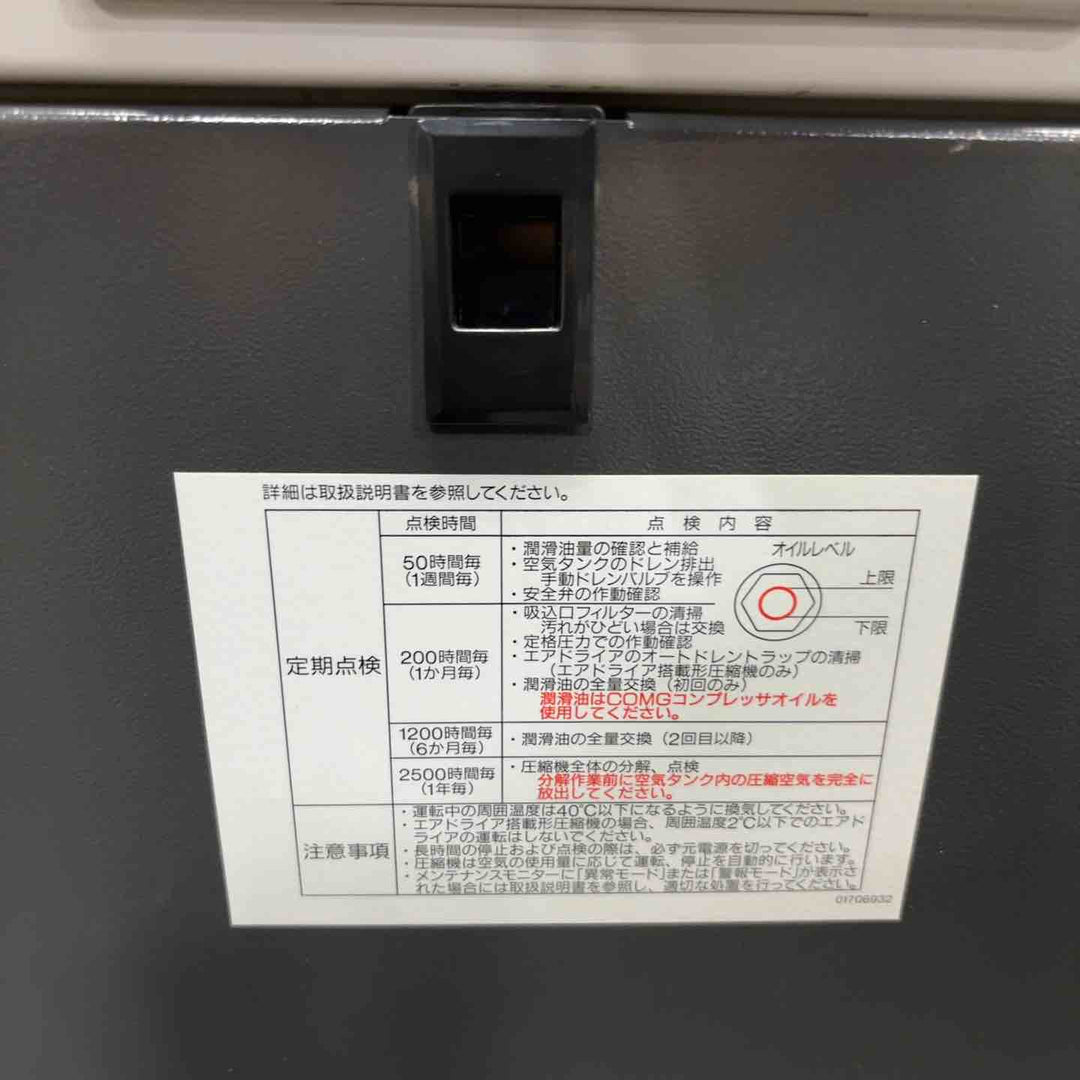 詳細は取扱説明書を参照してください。
点検時間
点検内容
定期点検
50時間毎
(1週間毎)
・潤滑油量の確認と補給
・空気タンクのドレン排出
手動ドレンバルブを操作
・安全弁の作動確認
オイルレベル
上限
下限
200時間毎
(1か月毎)
・吸込口フィルターの清掃
汚れがひどい場合は交換
・定格圧力での作動確認
・エアドライアのオートドレントラップの清掃
(エアドライア搭載形圧縮機のみ)
・潤滑油の全量交換(初回のみ)
潤滑油はCOMGコンプレッサオイルを
使用してください。
1200時間毎
(6か月毎)
・潤滑油の全量交換(2回目以降)
2500時間毎
(1年毎)
・圧縮機全体の分解、点検
分解作業前に空気タンク内の圧縮空気を完全に
放出してください。
注意事項
・運転中の周囲温度は40℃以下になるように換気してください。
・エアドライア搭載形圧縮機の場合、周囲温度2℃以下でのエアド
ライアの運転はしないでください。
・長時間の停止および点検の際は、必ず元電源を切ってください。
・圧縮機は空気の使用量に応じて運転、停止を自動的に行います。
・メンテナンスモニターに「異常モード」または「警報モード」が表示さ
れた場合には取扱説明書を参照し、適切な処置を行ってください。
01706932